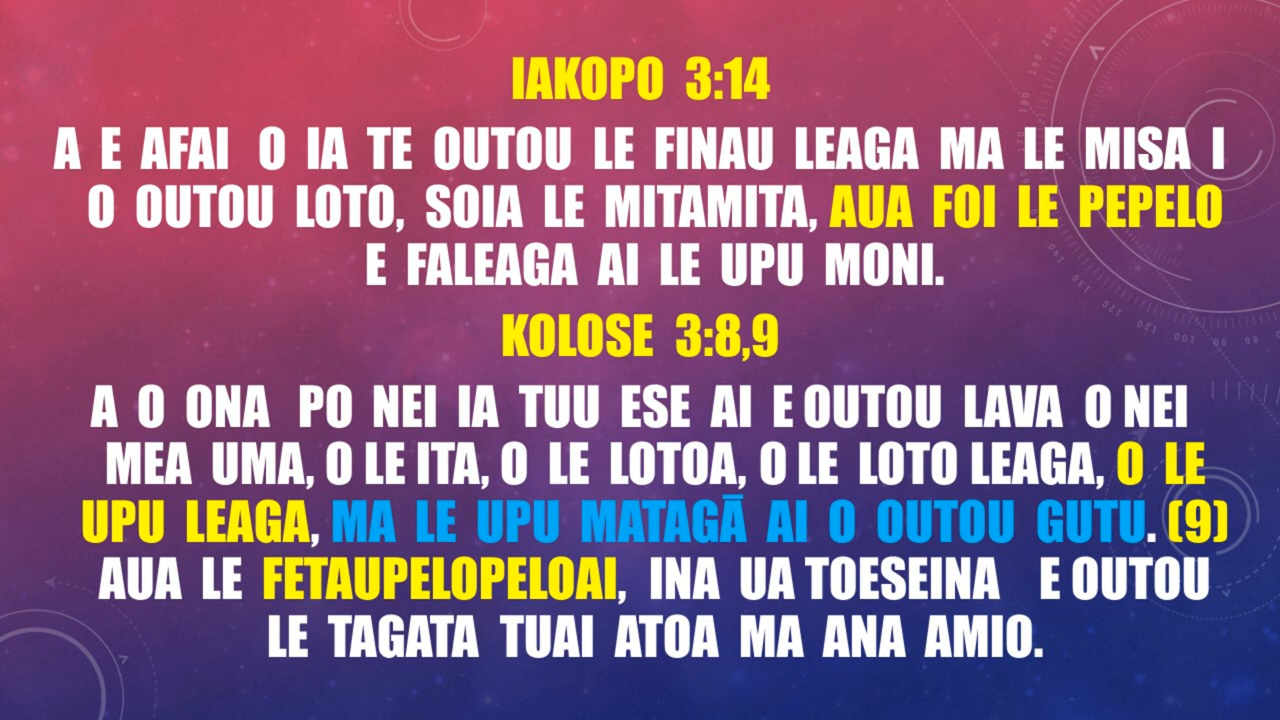 IAKOPO 3:14
A E AFAI O IA TE OUTOU LE FINAU LEAGA MA LE MISA I
O OUTOU LOTO, SOIA LE MITAMITA, AUA FOI LE PEPELO
E FALEAGA AI LE UPU MONI.
KOLOSE 3:8,9
A O ONA PO NEI IA TUU ESE AI E OUTOU LAVA O NEI
MEA UMA, O LE ITA, O LE LOTOA, O LE LOTO LEAGA, O LE
UPU LEAGA, MA LE UPU MATAGĀ AI O OUTOU GUTU. (9)
AUA LE FETAUPELOPELOAI, INA UA TOESEINA E OUTOU
LE TAGATA TUAI ATOA MA ANA AMIO.